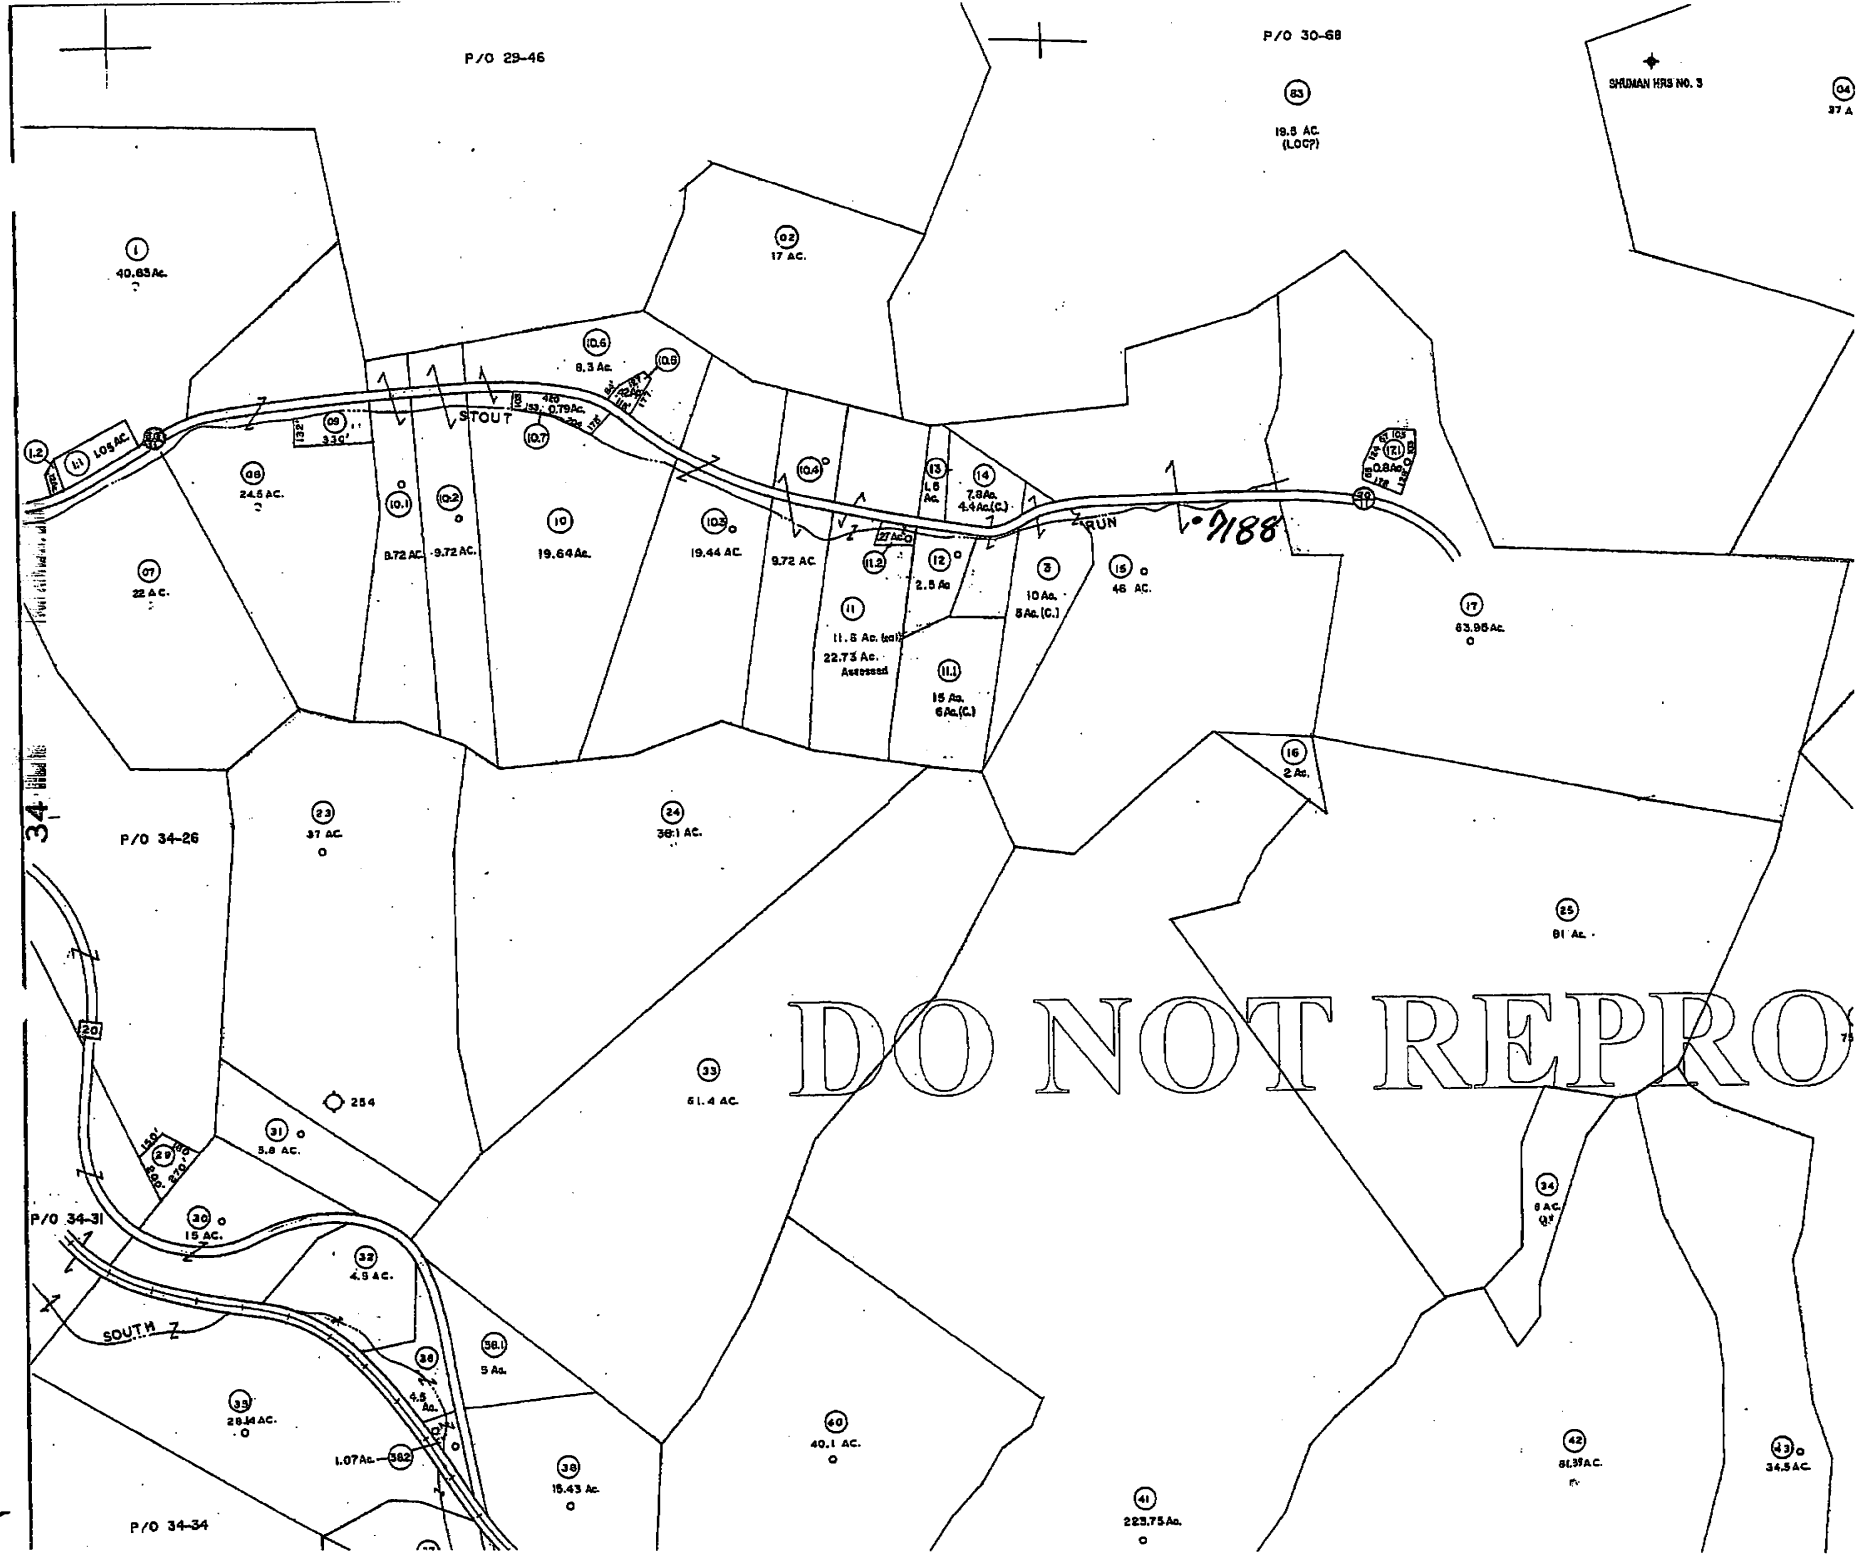 P/O 29-46
P/O 30-68
83
19.5 AC.
(LOC?)
SHUMAN HRS NO. 3
04
37 A
1
40.63 Ac.
02
17 AC.
10.6
8.3 Ac.
10.5
STOUT
10.7
0.79 Ac.
1.2
1.1
1.05 AC.
09
132'
330'
08
24.5 AC.
07
22 A C.
10.1
9.72 AC.
10.2
9.72 AC.
10
19.64 Ac.
10.3
19.44 AC.
10.4
9.72 AC.
13
1.5
Ac.
14
7.8 Ac.
4.4 Ac.(C.)
17.1
0.8 Ac.
20
RUN
7188
11.2
.27 Ac.
12
2.5 Ac
11
22.73 Ac.
Assessed
11.1
15 Ac.
6 Ac.(C.)
10 Ac.
5 Ac.(C.)
15
46 AC.
17
63.95 Ac.
16
2 Ac.
34
P/O 34-26
23
37 AC.
24
38.1 AC.
25
81 Ac.
DO NOT REPRO
20
254
31
5.8 AC.
33
61.4 AC.
29
150'
200'
270'
P/O 34-31
30
15 AC.
32
4.5 AC.
34
8 AC.
SOUTH
36
4.5
Ac.
38.1
5 Ac.
35
28.14 AC.
1.07 Ac.
38.2
38
15.43 Ac.
40
40.1 AC.
41
223.75 Ac.
42
61.39 AC.
43
34.5 AC.
P/O 34-34